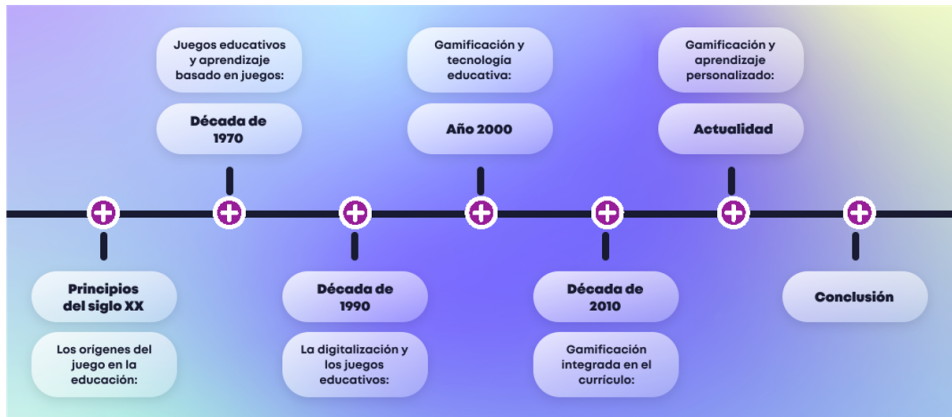 Juegos educativos
y aprendizaje
basado en juegos:
Década de
1970
Gamificación y
tecnología
educativa:
Año 2000
Gamificación y
aprendizaje
personalizado:
Actualidad
Principios
del siglo XX
Los orígenes del
juego en la
educación:
Década de
1990
La digitalización y
los juegos
educativos:
Década de
2010
Gamificación
integrada en el
currículo:
Conclusión